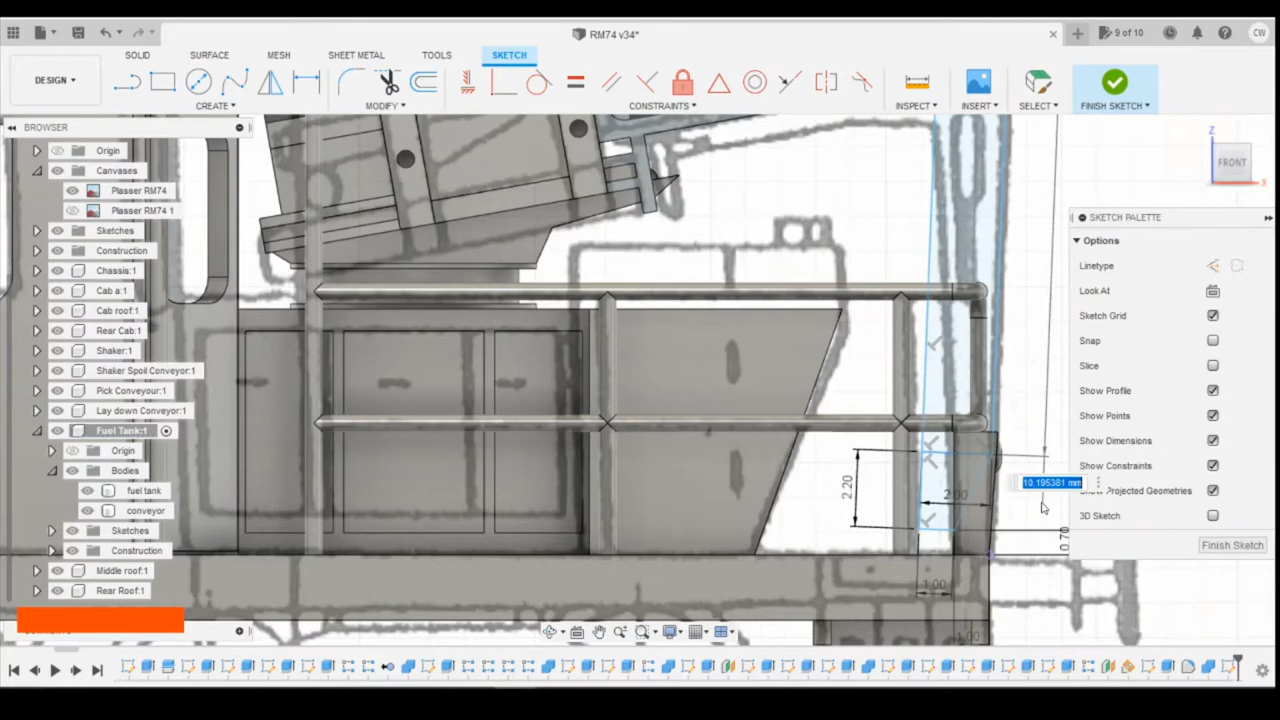 RM74 v34*
9 of 10
CW
DESIGN
SOLID
SURFACE
MESH
SHEET METAL
TOOLS
SKETCH
CREATE
MODIFY
CONSTRAINTS
INSPECT
INSERT
SELECT
FINISH SKETCH
BROWSER
Origin
Canvases
Plasser RM74
Plasser RM74 1
Sketches
Construction
Chassis:1
Cab a:1
Cab roof:1
Rear Cab:1
Shaker:1
Shaker Spoil Conveyor:1
Pick Conveyour:1
Lay down Conveyor:1
Fuel Tank:1
Origin
Bodies
fuel tank
conveyor
Sketches
Construction
Middle roof:1
Rear Roof:1
2.20
2.00
1.00
1.00
0.70
10.195381 mm
Z
FRONT
X
SKETCH PALETTE
Options
Linetype
Look At
Sketch Grid
Snap
Slice
Show Profile
Show Points
Show Dimensions
Show Constraints
Show Projected Geometries
3D Sketch
Finish Sketch